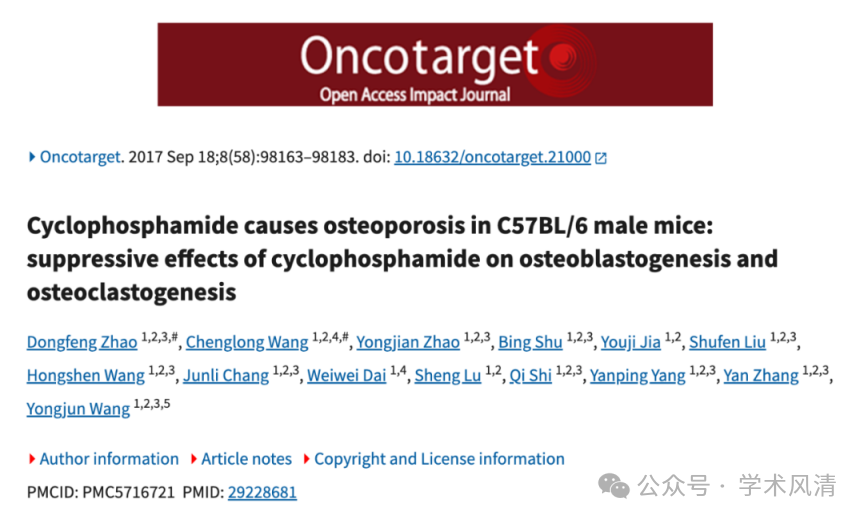 Oncotarget
Open Access Impact Journal
Oncotarget. 2017 Sep 18;8(58):98163–98183. doi: 10.18632/oncotarget.21000
Cyclophosphamide causes osteoporosis in C57BL/6 male mice:
suppressive effects of cyclophosphamide on osteoblastogenesis and
osteoclastogenesis
Dongfeng Zhao 1,2,3,#, Chenglong Wang 1,2,4,#, Yongjian Zhao 1,2,3, Bing Shu 1,2,3, Youji Jia 1,2, Shufen Liu 1,2,3,
Hongshen Wang 1,2,3, Junli Chang 1,2,3, Weiwei Dai 1,4, Sheng Lu 1,2, Qi Shi 1,2,3, Yanping Yang 1,2,3, Yan Zhang 1,2,3,
Yongjun Wang 1,2,3,5
Author information Article notes Copyright and License information
PMCID: PMC5716721 PMID: 29228681
公众号 · 学术风清